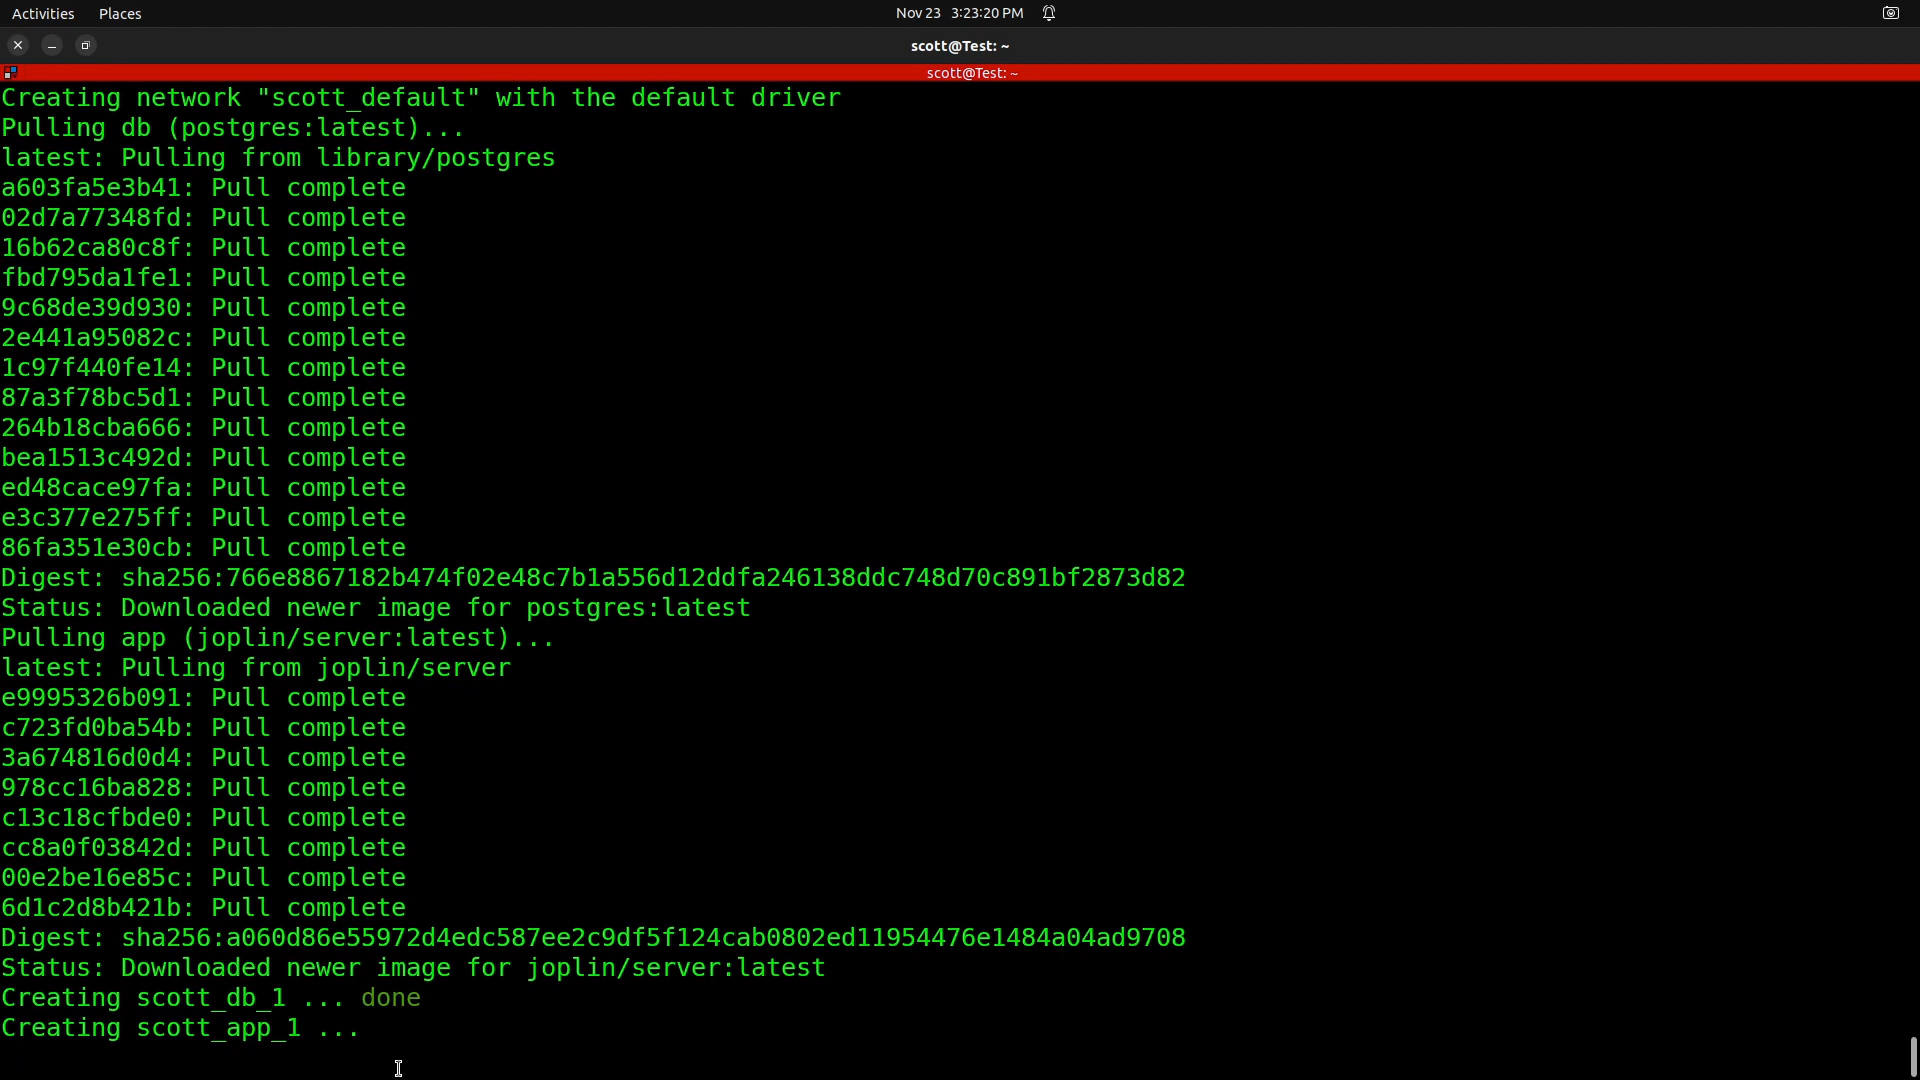 Activities Places Nov 23 3:23:20 PM
scott@Test: ~
scott@Test: ~
Creating network "scott_default" with the default driver
Pulling db (postgres:latest)...
latest: Pulling from library/postgres
a603fa5e3b41: Pull complete
02d7a77348fd: Pull complete
16b62ca80c8f: Pull complete
fbd795da1fe1: Pull complete
9c68de39d930: Pull complete
2e441a95082c: Pull complete
1c97f440fe14: Pull complete
87a3f78bc5d1: Pull complete
264b18cba666: Pull complete
bea1513c492d: Pull complete
ed48cace97fa: Pull complete
e3c377e275ff: Pull complete
86fa351e30cb: Pull complete
Digest: sha256:766e8867182b474f02e48c7b1a556d12ddfa246138ddc748d70c891bf2873d82
Status: Downloaded newer image for postgres:latest
Pulling app (joplin/server:latest)...
latest: Pulling from joplin/server
e9995326b091: Pull complete
c723fd0ba54b: Pull complete
3a674816d0d4: Pull complete
978cc16ba828: Pull complete
c13c18cfbde0: Pull complete
cc8a0f03842d: Pull complete
00e2be16e85c: Pull complete
6d1c2d8b421b: Pull complete
Digest: sha256:a060d86e55972d4edc587ee2c9df5f124cab0802ed11954476e1484a04ad9708
Status: Downloaded newer image for joplin/server:latest
Creating scott_db_1 ... done
Creating scott_app_1 ...